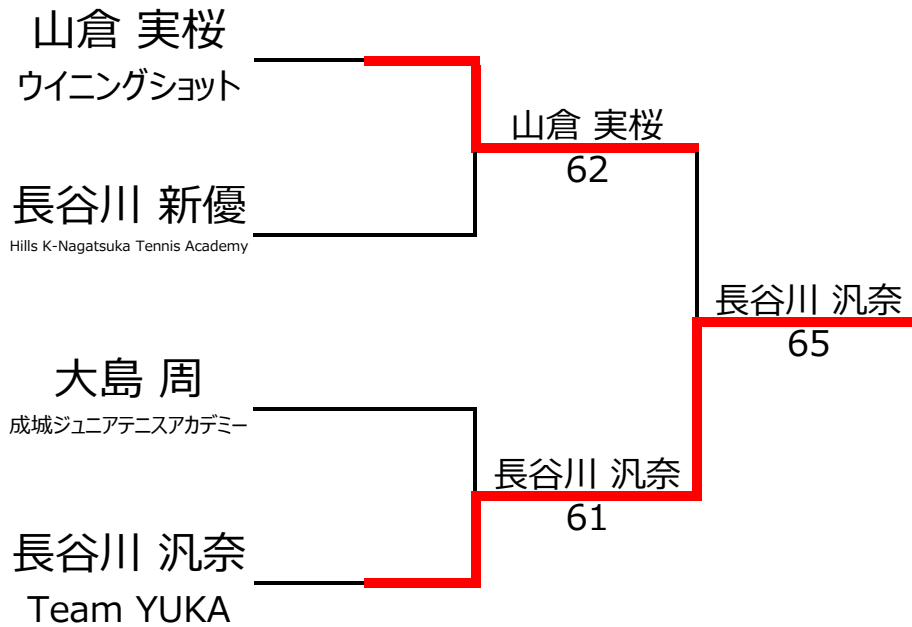 山倉 実桜
ウイニングショット
山倉 実桜
62
長谷川 新優
Hills K-Nagatsuka Tennis Academy
長谷川 汎奈
65
大島 周
成城ジュニアテニスアカデミー
長谷川 汎奈
61
長谷川 汎奈
Team YUKA